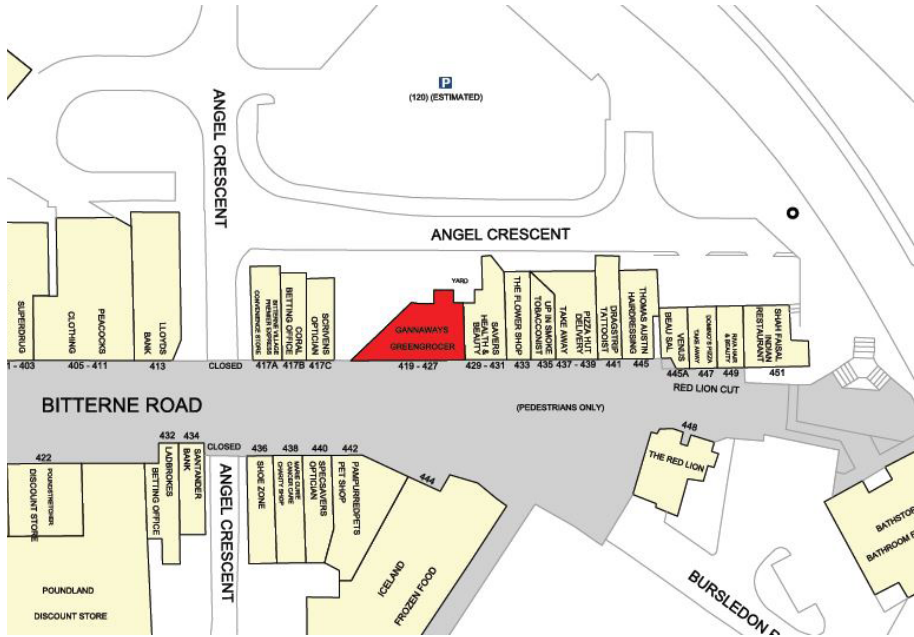 P
(120) (ESTIMATED)
ANGEL CRESCENT
ANGEL CRESCENT
SUPERDRUG
PEACOCKS
CLOTHING
LLOYDS
BANK
BITTERNE VILLAGE
PREMIER EXPRESS
CONVENIENCE STORE
CORAL
BETTING OFFICE
SCRIVENS
OPTICIAN
GANNAWAYS
GREENGROCER
YARD
SAVERS
HEALTH &
BEAUTY
THE FLOWER SHOP
UP IN SMOKE
TOBACCONIST
TAKE AWAY
PIZZA HUT
DELIVERY
DRAGSTRIP
TATTOOIST
THOMAS AUSTIN
HAIRDRESSING
BEAU SAL
VENUS
DOMINO'S PIZZA
TAKE AWAY
& BEAUTY
SHAH FAISAL
INDIAN
RESTAURANT
1 - 403
405 - 411
413
CLOSED
417A
417B
417C
419 - 427
429 - 431
433
435
437 - 439
441
445
445A
447
449
451
RED LION CUT
BITTERNE ROAD
(PEDESTRIANS ONLY)
422
432
434
CLOSED
436
438
440
442
444
448
POUNDSTRETCHER
DISCOUNT STORE
LADBROKES
BETTING OFFICE
SANTANDER
BANK
ANGEL CRESCENT
SHOE ZONE
MARIE CURIE
CANCER CARE
CHARITY SHOP
SPECSAVERS
OPTICIAN
PAMPURREDPETS
PET SHOP
ICELAND
FROZEN FOOD
THE RED LION
POUNDLAND
DISCOUNT STORE
BATHSTO
BATHROOM
BURSLEDON